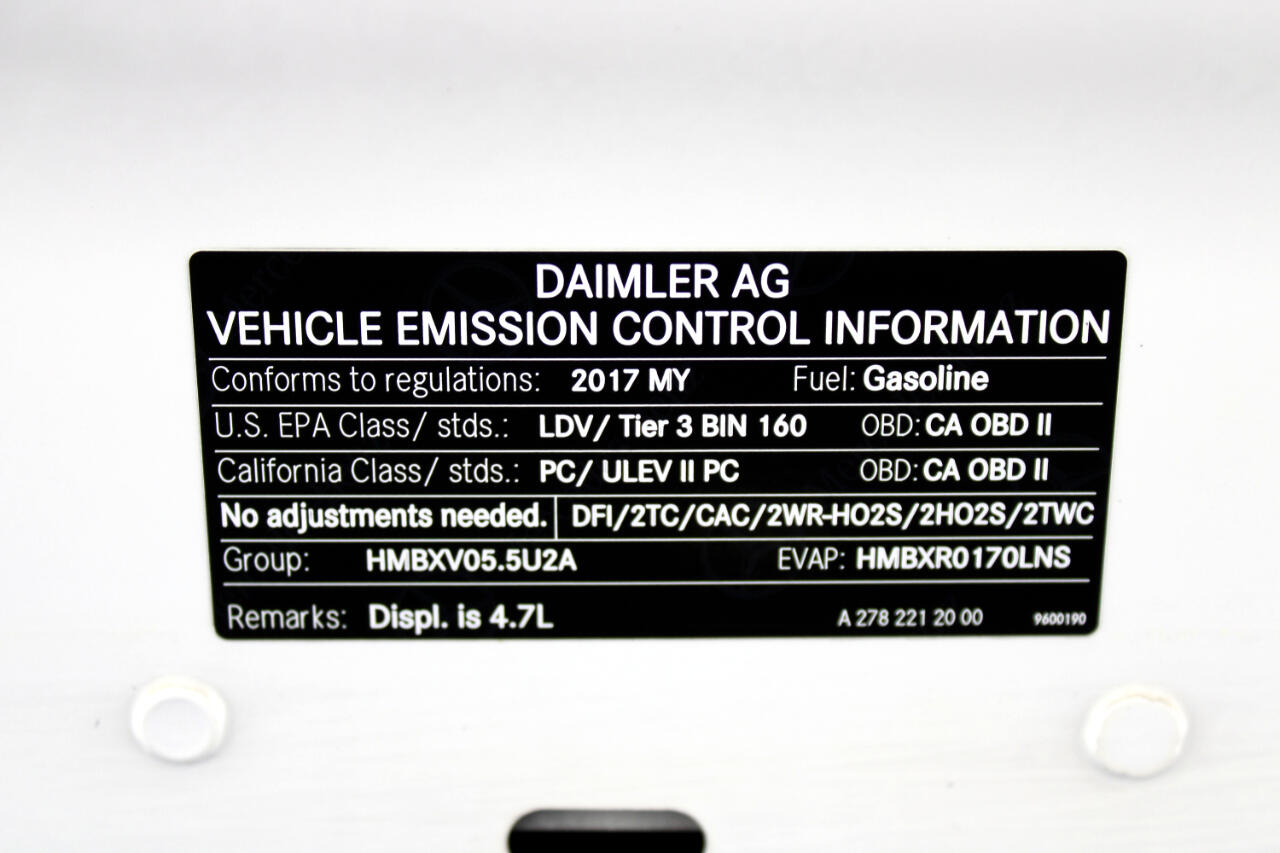 DAIMLER AG
VEHICLE EMISSION CONTROL INFORMATION
Conforms to regulations: 2017 MY Fuel: Gasoline
U.S. EPA Class/ stds.: LDV/ Tier 3 BIN 160 OBD: CA OBD II
California Class/ stds.: PC/ ULEV II PC OBD: CA OBD II
No adjustments needed. DFI/2TC/CAC/2WR-HO2S/2HO2S/2TWC
Group: HMBXV05.5U2A EVAP: HMBXR0170LNS
Remarks: Displ. is 4.7L A 278 221 20 00 9600190